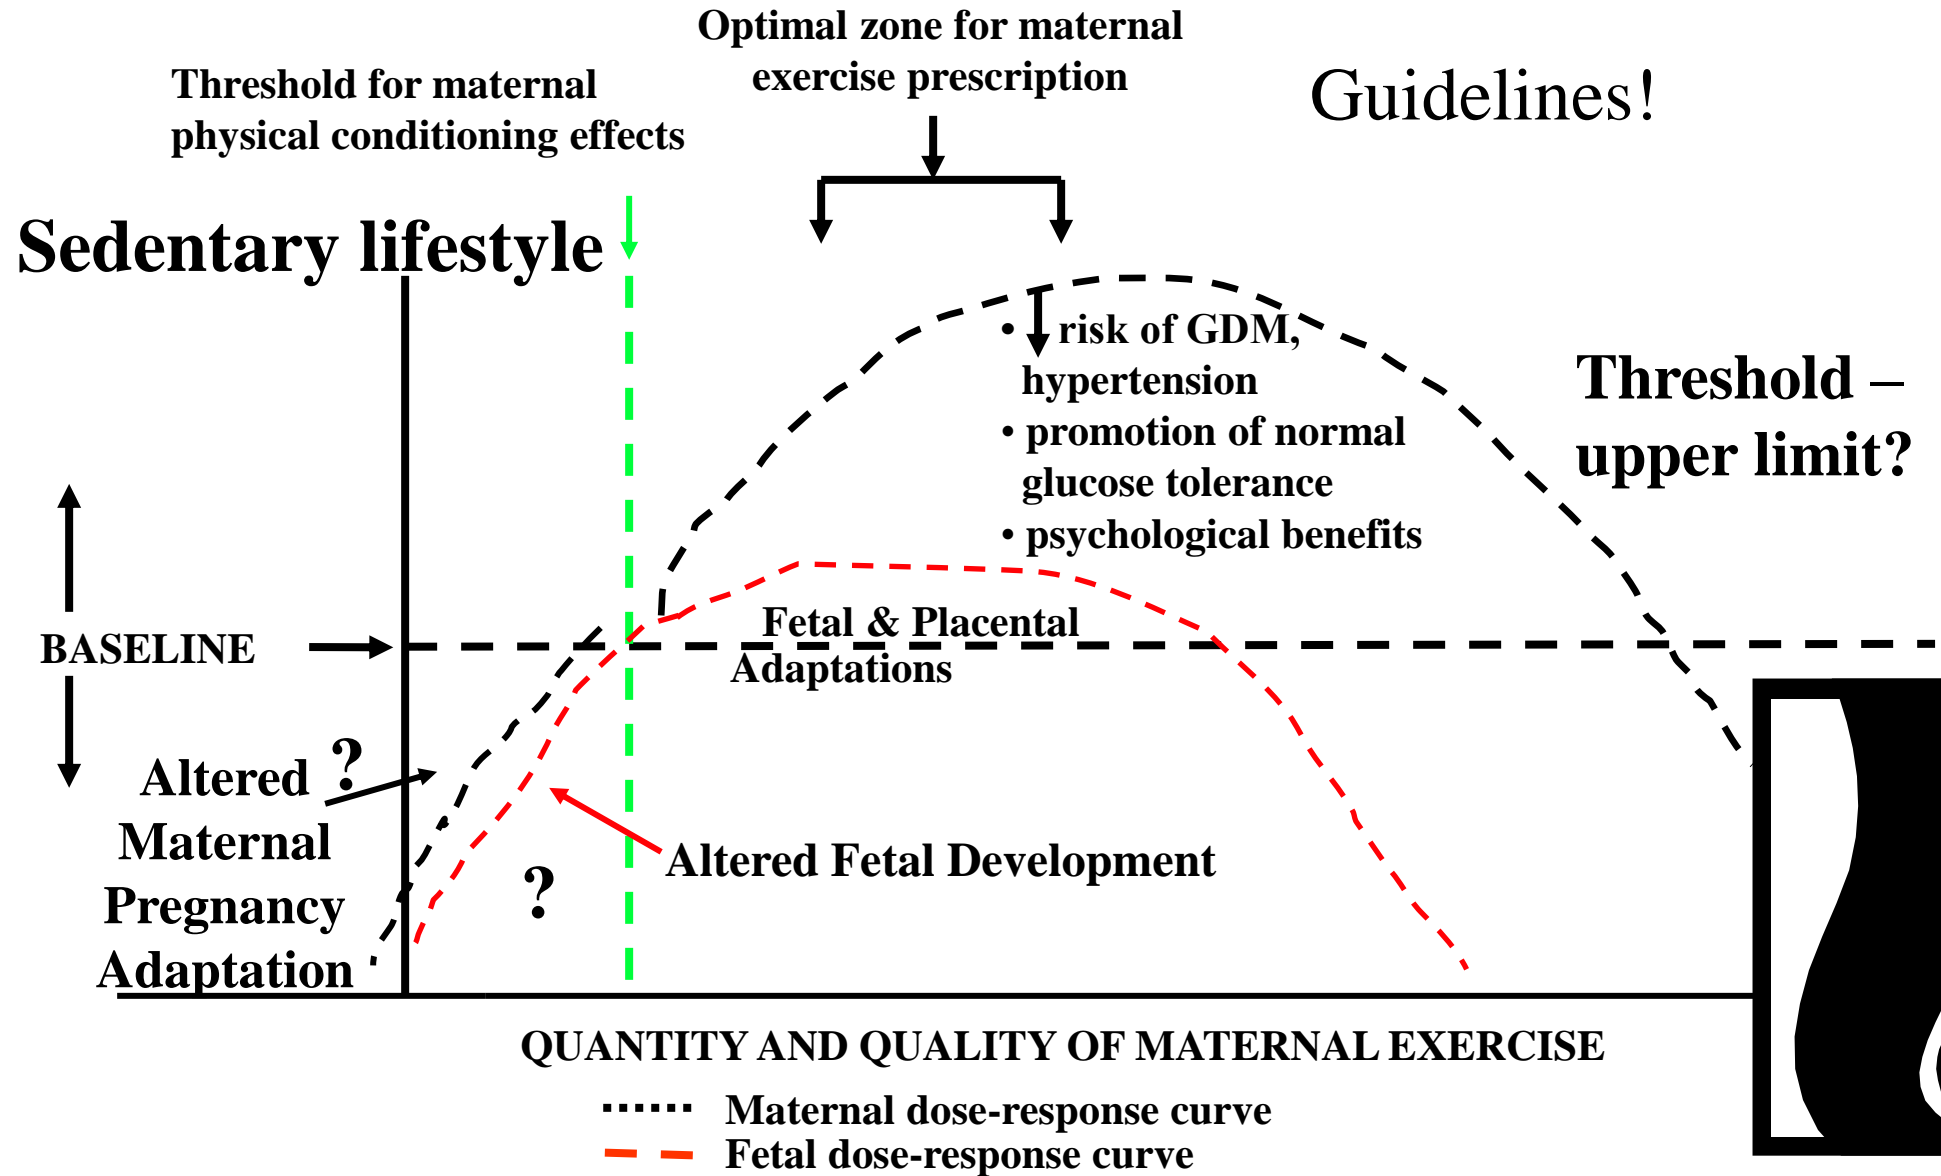 Optimal zone for maternal
exercise prescription
Threshold for maternal
physical conditioning effects
Guidelines!
Sedentary lifestyle
• risk of GDM,
hypertension
• promotion of normal
glucose tolerance
• psychological benefits
Threshold –
upper limit?
BASELINE
Fetal & Placental
Adaptations
?
Altered
Maternal
Pregnancy
Adaptation
?
Altered Fetal Development
QUANTITY AND QUALITY OF MATERNAL EXERCISE
Maternal dose-response curve
Fetal dose-response curve